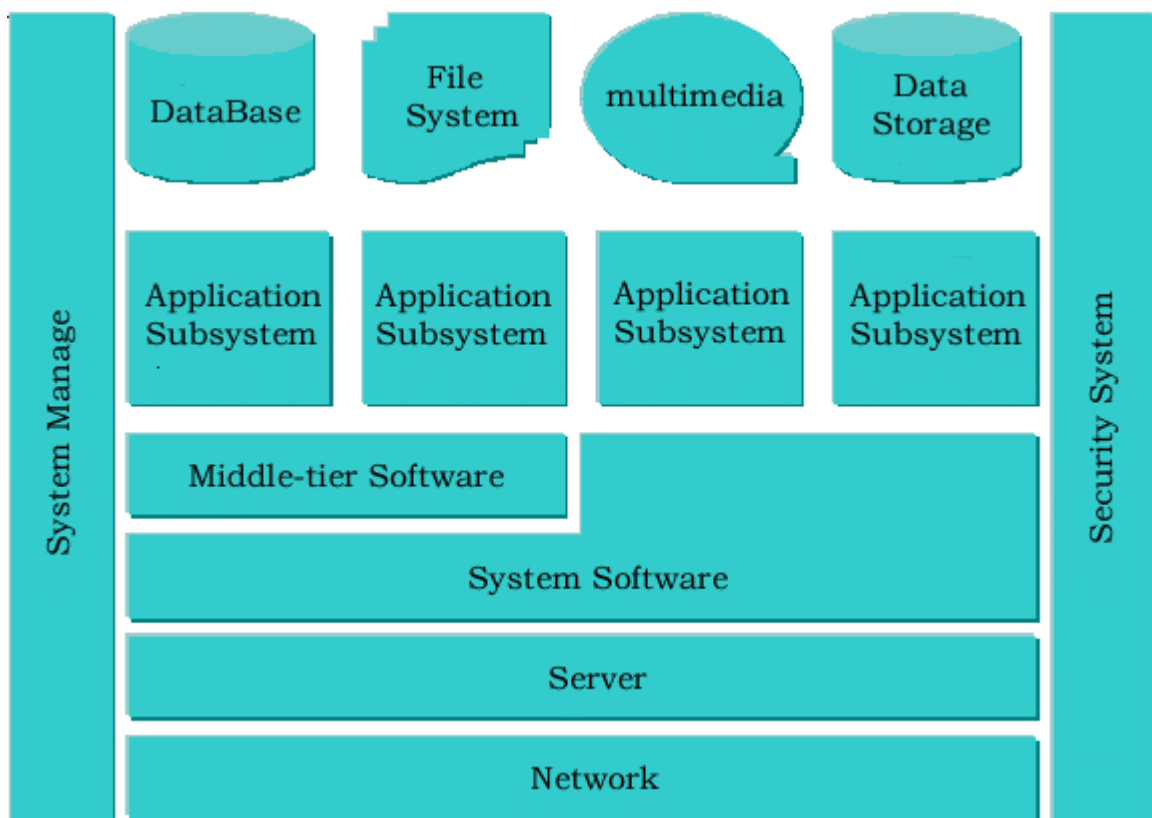 DataBase
File
System
multimedia
Data
Storage
Application
Subsystem
Application
Subsystem
Application
Subsystem
Application
Subsystem
System Manage
Security System
Middle-tier Software
System Software
Server
Network